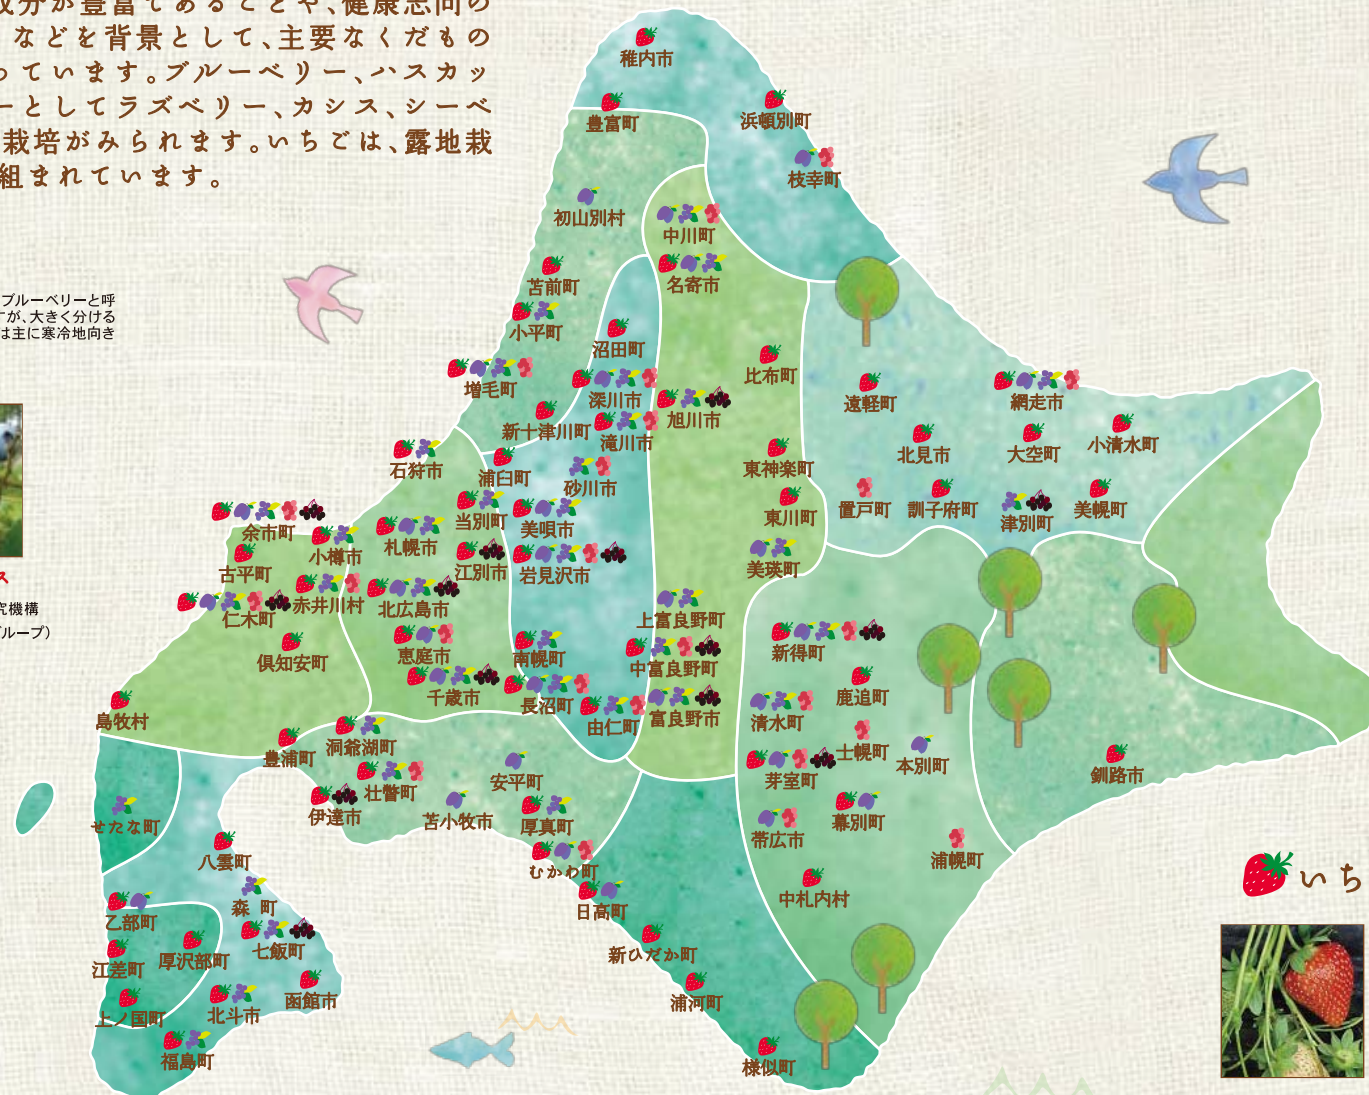 成分が豊富であることや、健康志向の
などを背景として、主要なくだもの
っています。ブルーベリー、ハスカッ
ーとしてラズベリー、カシス、シーベ
栽培がみられます。いちごは、露地栽
組まれています。
ブルーベリーと呼
すが、大きく分ける
は主に寒冷地向き
ス
究機構
グループ）
稚内市
豊富町
浜頓別町
枝幸町
初山別村
中川町
名寄市
苫前町
小平町
沼田町
増毛町
深川市
比布町
旭川市
遠軽町
網走市
新十津川町
滝川市
小清水町
石狩市
浦臼町
砂川市
東神楽町
北見市
大空町
余市町
当別町
美唄市
東川町
置戸町
訓子府町
津別町
美幌町
小樽市
札幌市
古平町
江別市
岩見沢市
美瑛町
仁木町
赤井川村
北広島市
上富良野町
倶知安町
恵庭市
南幌町
中富良野町
新得町
千歳市
長沼町
由仁町
富良野市
鹿追町
清水町
島牧村
豊浦町
洞爺湖町
士幌町
本別町
壮瞥町
安平町
芽室町
釧路市
伊達市
苫小牧市
厚真町
幕別町
せたな町
帯広市
八雲町
むかわ町
浦幌町
森 町
日高町
中札内村
乙部町
七飯町
新ひだか町
江差町
厚沢部町
函館市
浦河町
上ノ国町
北斗市
福島町
様似町
いち